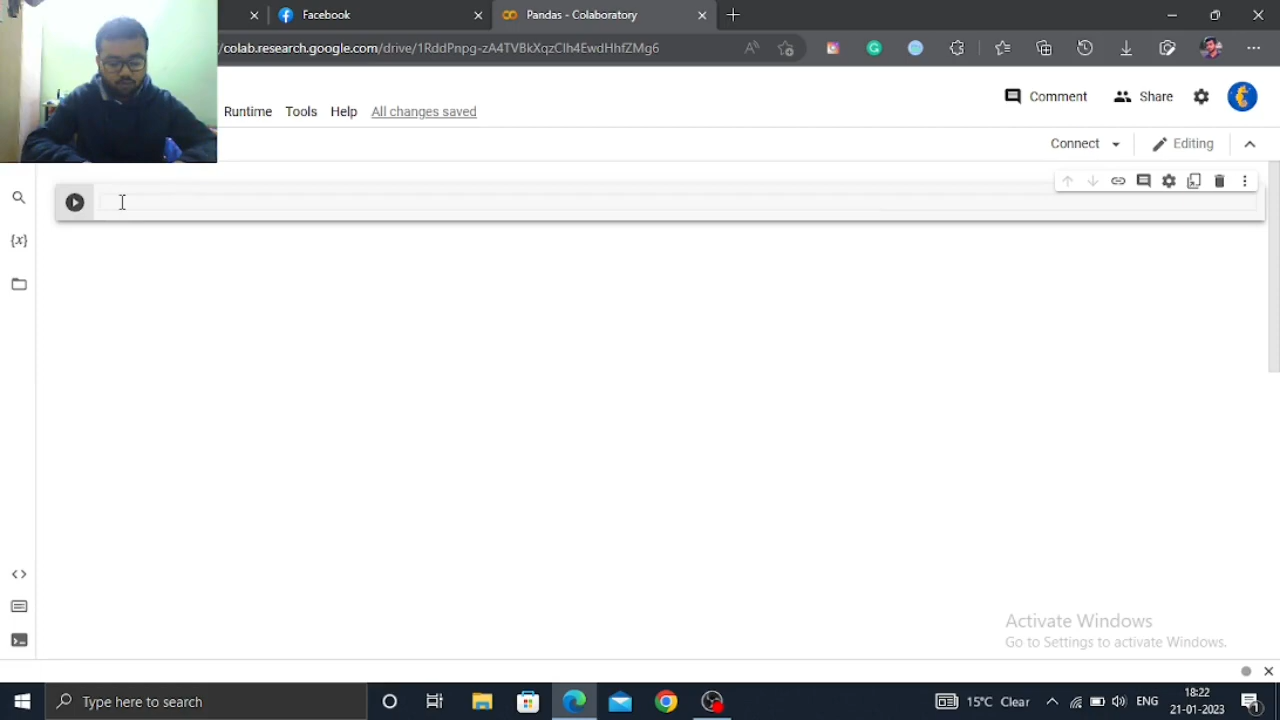 Facebook
Pandas - Colaboratory
/colab.research.google.com/drive/1RddPnpg-zA4TVBkXqzClh4EwdHhfZMg6
Comment
Share
Runtime
Tools
Help
All changes saved
Connect
Editing
{x}
Activate Windows
Go to Settings to activate Windows.
Type here to search
15°C Clear
ENG
18:22
21-01-2023
1